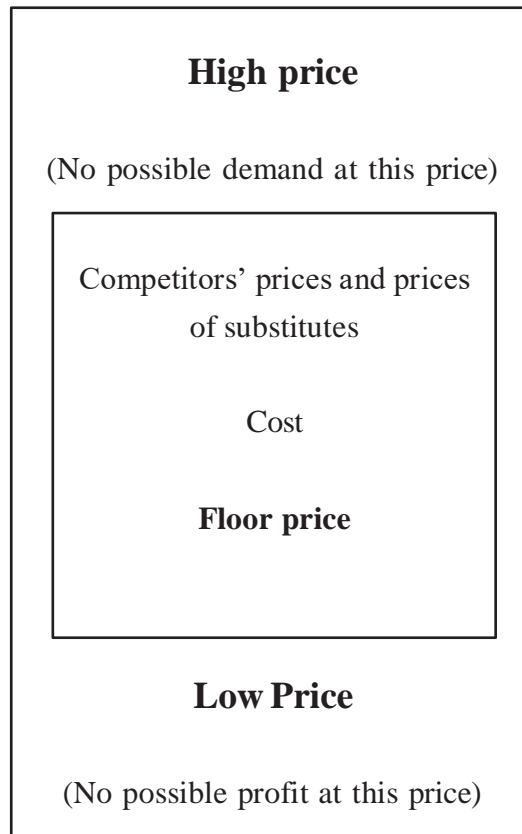 High price
(No possible demand at this price)
Competitors’ prices and prices
of substitutes
Cost
Floor price
Low Price
(No possible profit at this price)